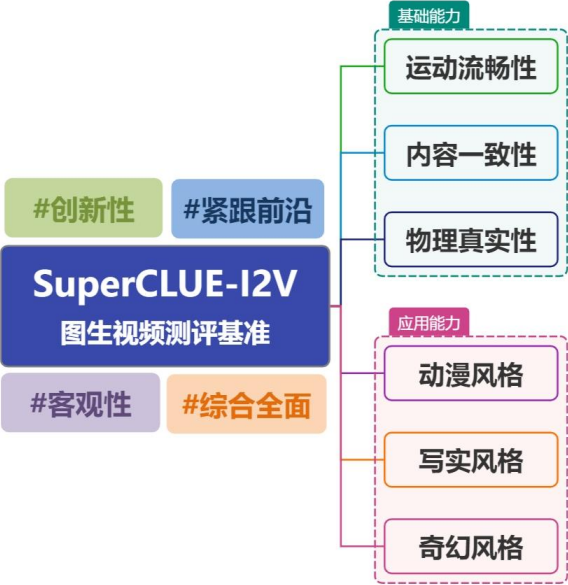 基础能力
运动流畅性
内容一致性
物理真实性
#创新性
#紧跟前沿
SuperCLUE-I2V
图生视频测评基准
#客观性
#综合全面
应用能力
动漫风格
写实风格
奇幻风格